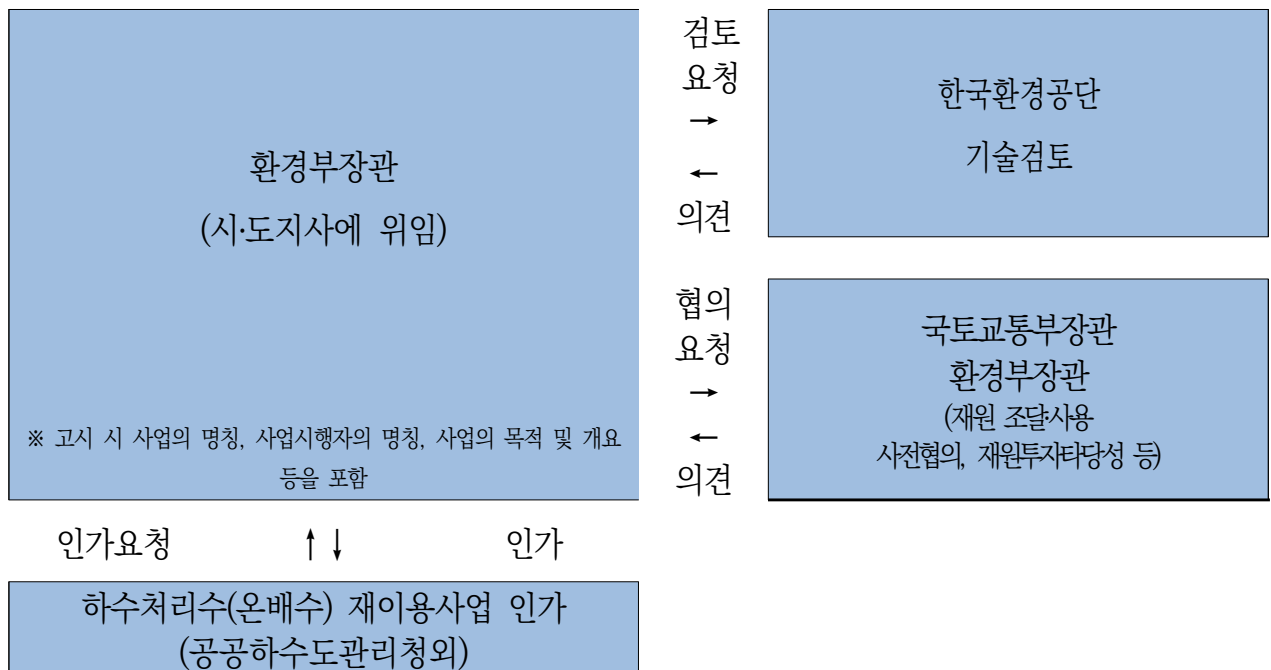 환경부장관
(시·도지사에 위임)
※ 고시 시 사업의 명칭, 사업시행자의 명칭, 사업의 목적 및 개요
등을 포함
검토
요청
→
←
의견
한국환경공단
기술검토
협의
요청
→
←
의견
국토교통부장관
환경부장관
(재원 조달·사용
사전협의, 재원투자타당성 등)
인가요청 ↑↓ 인가
하수처리수(온배수) 재이용사업 인가
(공공하수도관리청외)